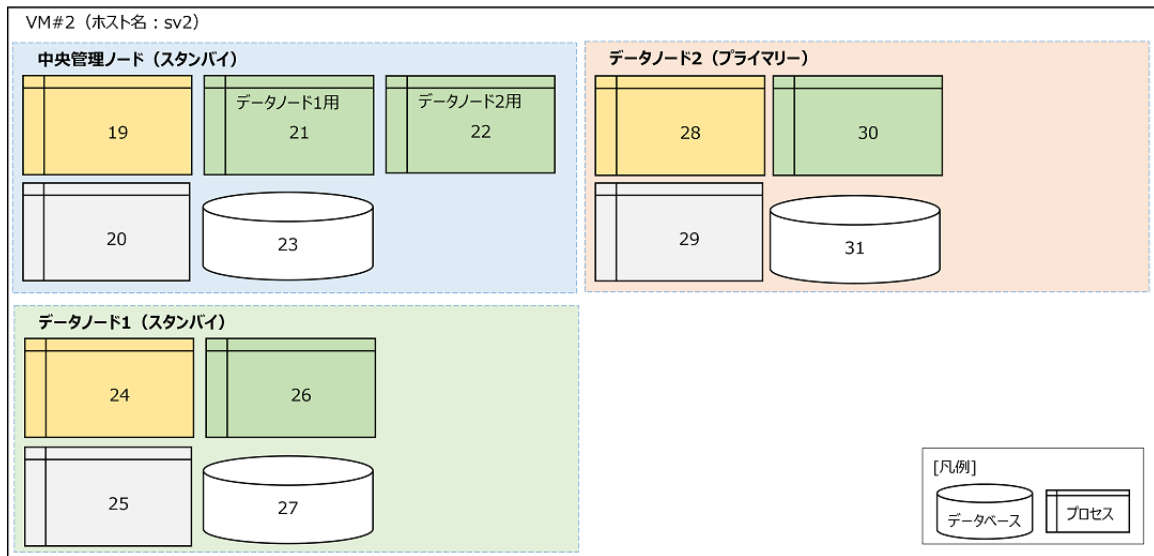 VM#2（ホスト名：sv2）
中央管理ノード（スタンバイ）
19
データノード1用
21
データノード2用
22
20
23
データノード2（プライマリー）
28
30
29
31
データノード1（スタンバイ）
24
26
25
27
[凡例]
データベース
プロセス